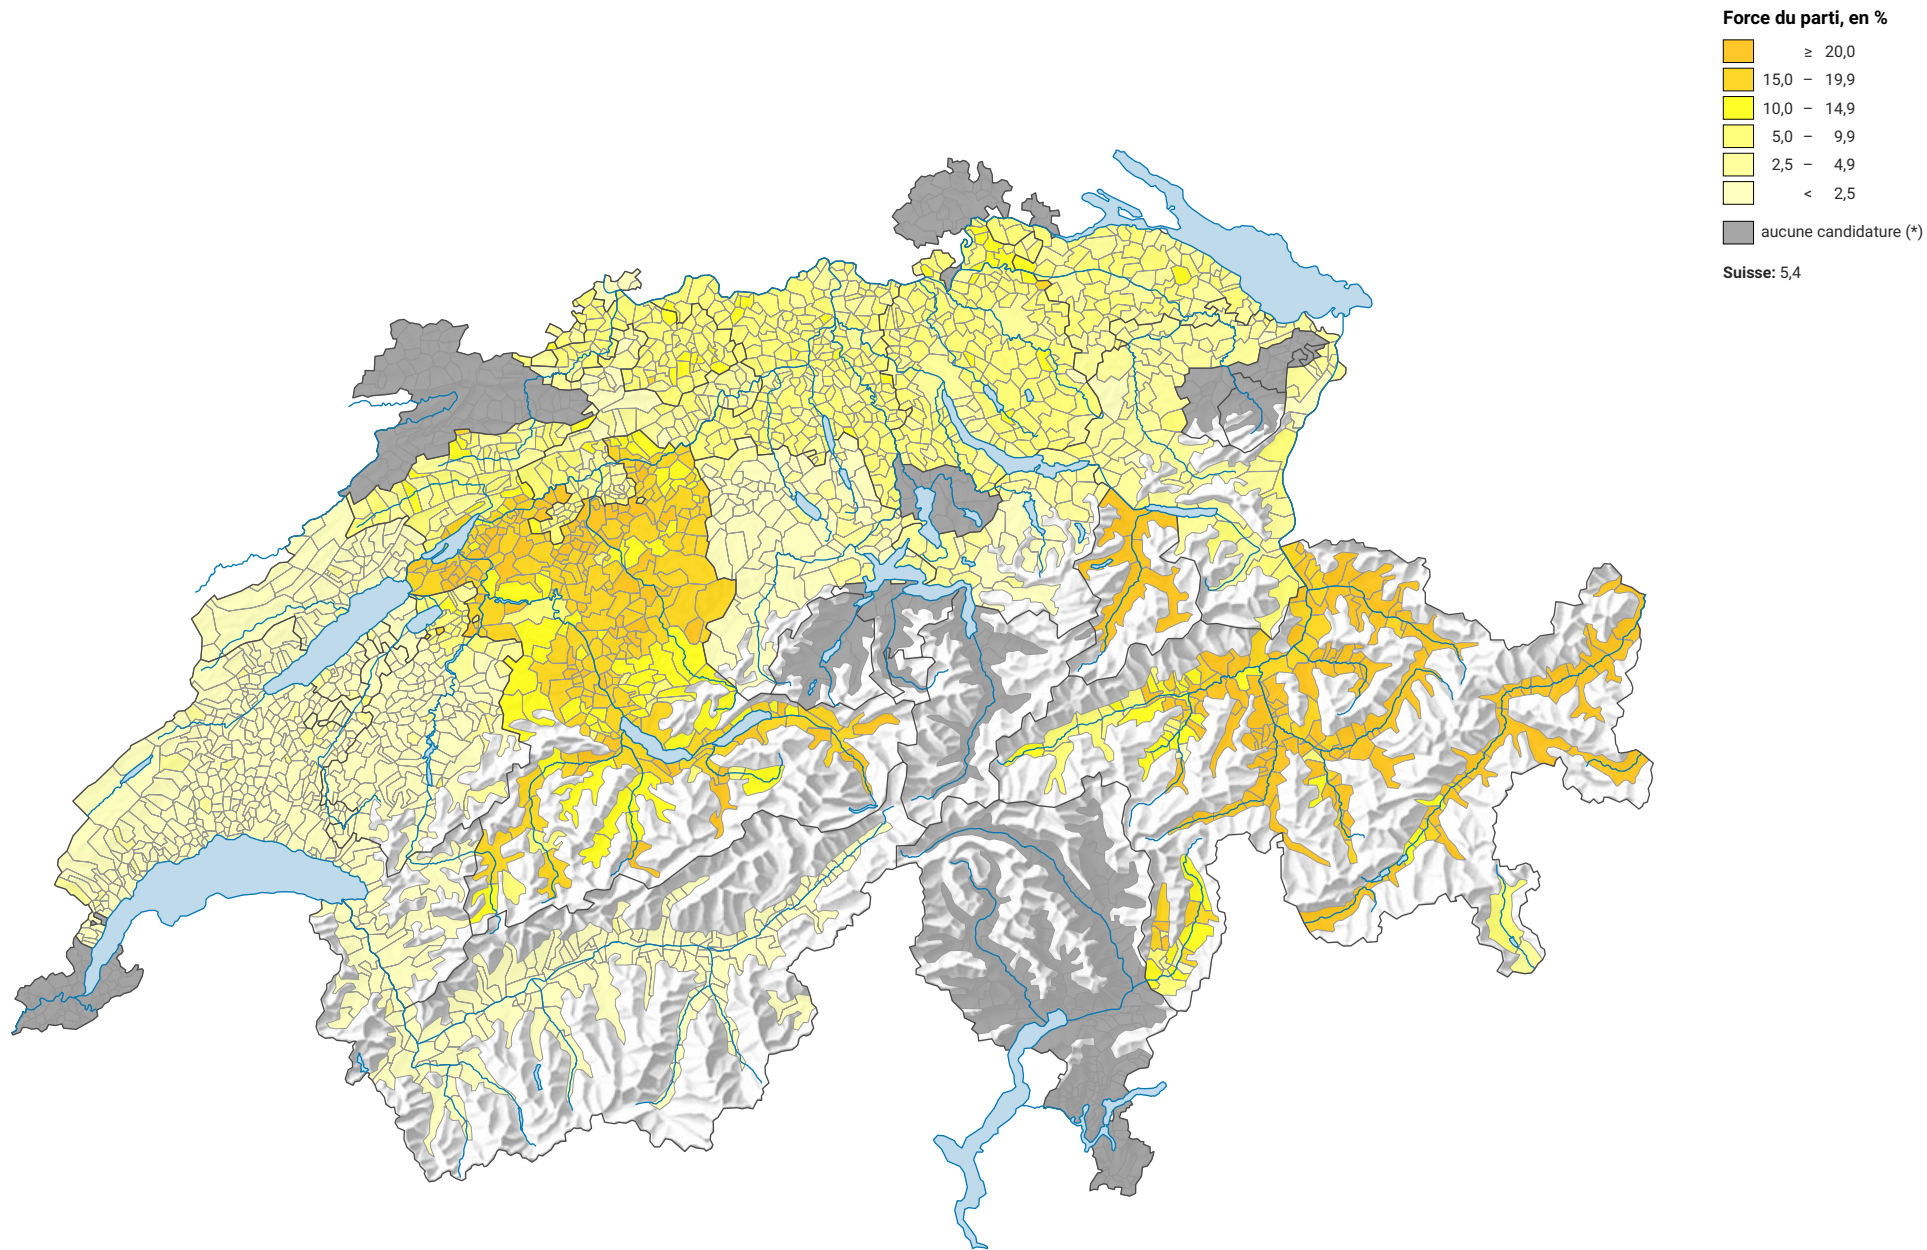 Force du parti, en %
≥ 20,0
15,0 – 19,9
10,0 – 14,9
5,0 – 9,9
2,5 – 4,9
< 2,5
aucune candidature (*)
Suisse: 5,4